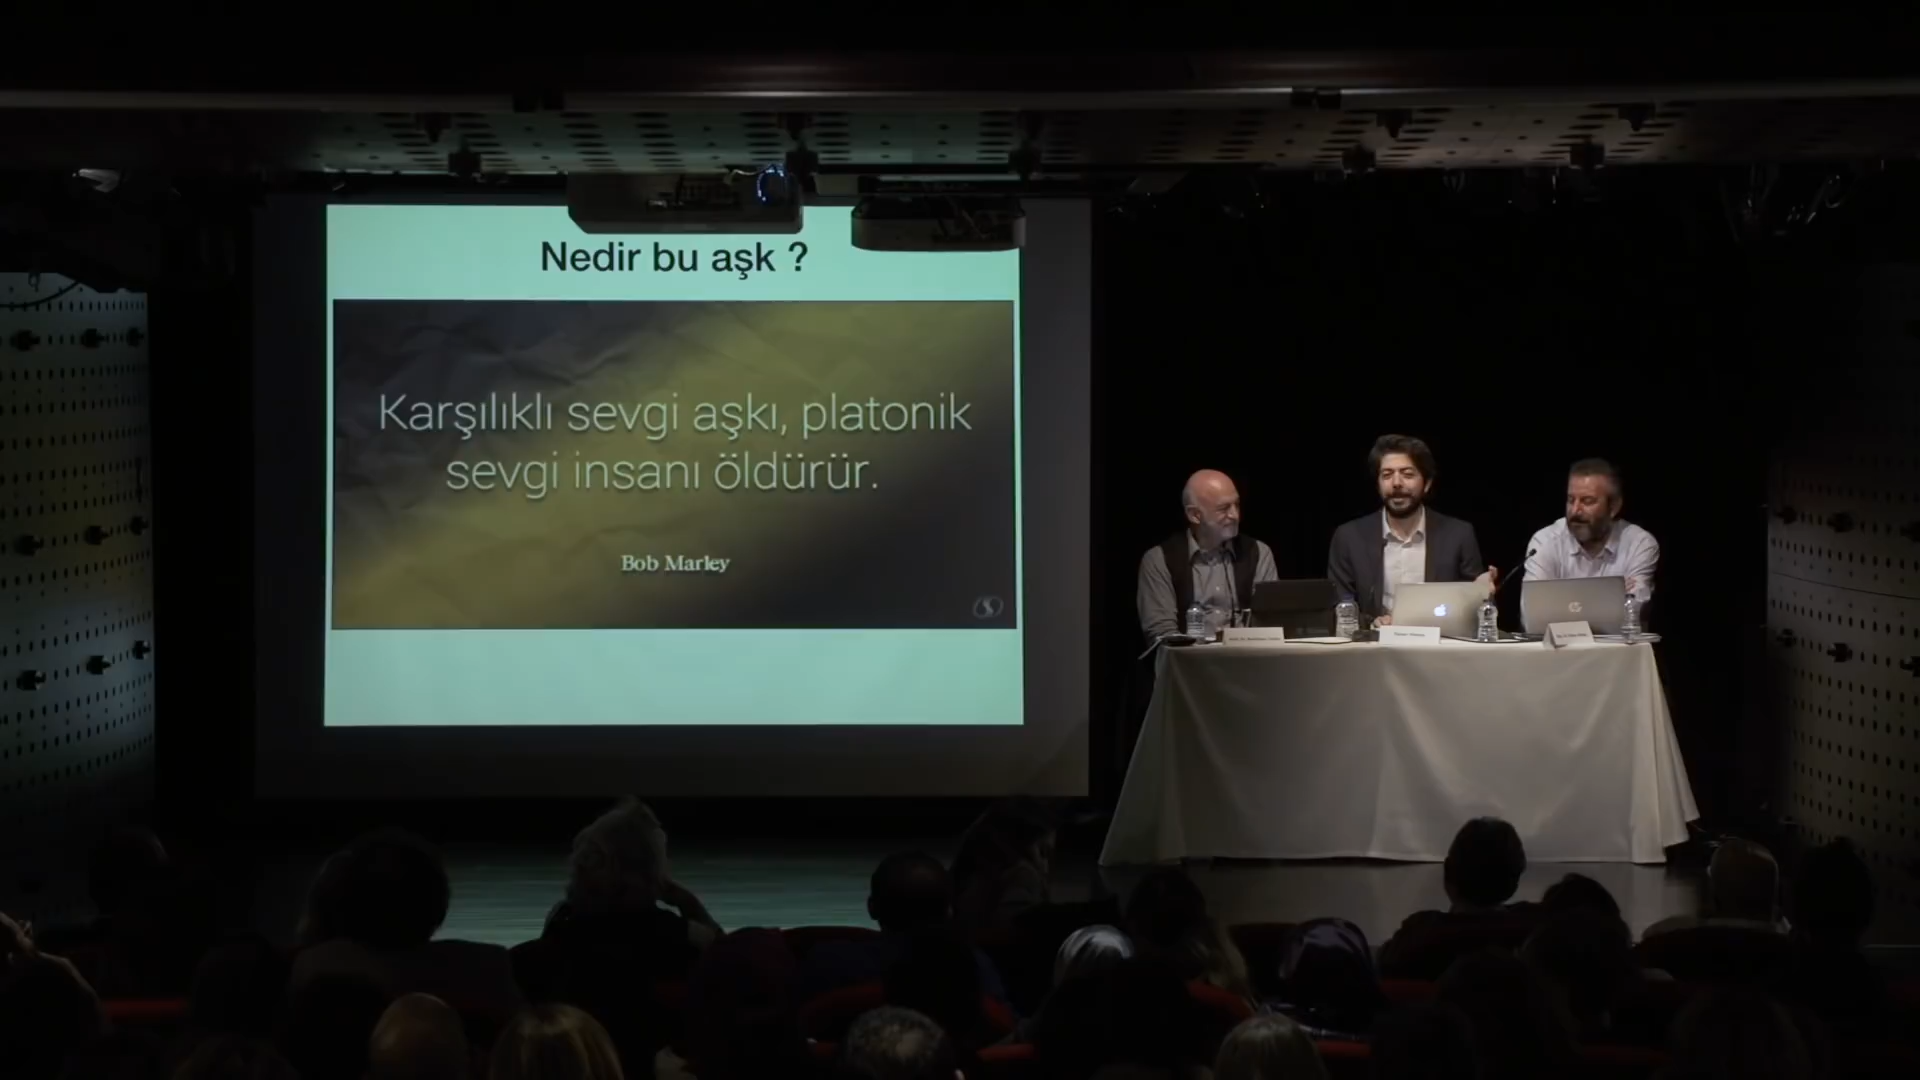 Nedir bu aşk ?
Karşılıklı sevgi aşkı, platonik
sevgi insanı öldürür.
Bob Marley